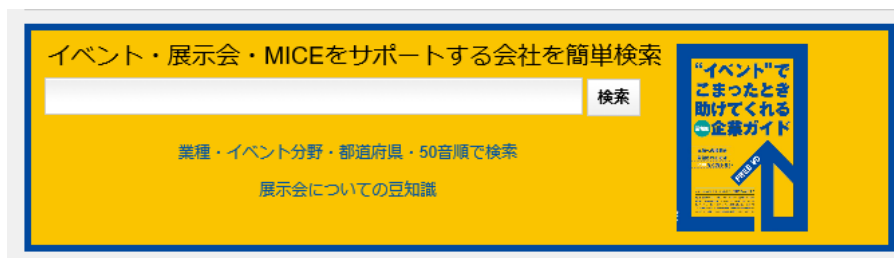 イベント・展示会・MICEをサポートする会社を簡単検索
検索
業種・イベント分野・都道府県・50音順で検索
展示会についての豆知識
“イベント”で
こまったとき
助けてくれる
企業ガイド